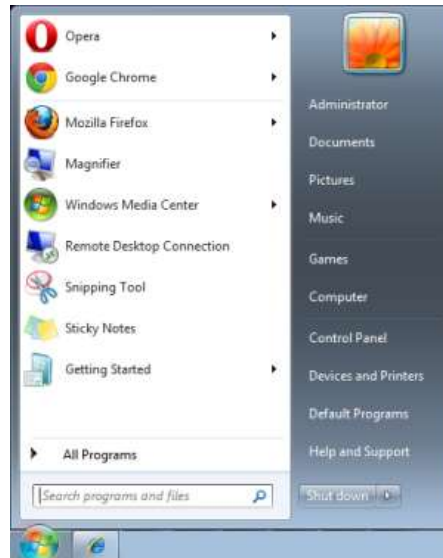 Opera
Google Chrome
Mozilla Firefox
Magnifier
Windows Media Center
Remote Desktop Connection
Snipping Tool
Sticky Notes
Getting Started
All Programs
Search programs and files
Administrator
Documents
Pictures
Music
Games
Computer
Control Panel
Devices and Printers
Default Programs
Help and Support
Shut down